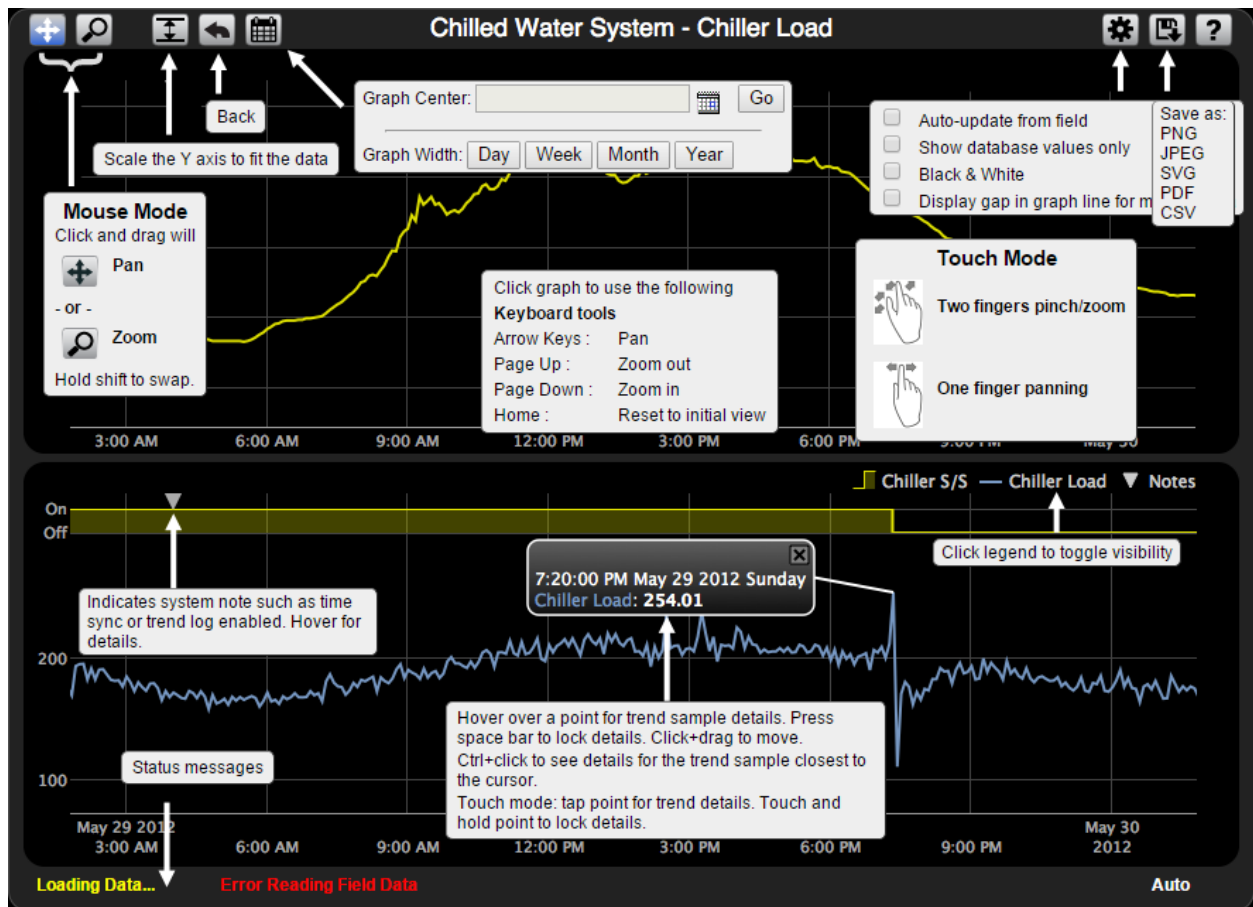 Chilled Water System - Chiller Load
?
Back
Scale the Y axis to fit the data
Graph Center:
Go
Graph Width:
Day
Week
Month
Year
Auto-update from field
Show database values only
Black & White
Display gap in graph line for m
Save as:
PNG
JPEG
SVG
PDF
CSV
Mouse Mode
Click and drag will
Pan
- or -
Zoom
Hold shift to swap.
Click graph to use the following
Keyboard tools
Arrow Keys : Pan
Page Up : Zoom out
Page Down : Zoom in
Home : Reset to initial view
Touch Mode
Two fingers pinch/zoom
One finger panning
3:00 AM 6:00 AM 9:00 AM 12:00 PM 3:00 PM 6:00 PM 9:00 PM May 30
Chiller S/S Chiller Load Notes
On
Off
Click legend to toggle visibility
7:20:00 PM May 29 2012 Sunday
Chiller Load: 254.01
Indicates system note such as time
sync or trend log enabled. Hover for
details.
200
Hover over a point for trend sample details. Press
space bar to lock details. Click+drag to move.
Ctrl+click to see details for the trend sample closest to
the cursor.
Touch mode: tap point for trend details. Touch and
hold point to lock details.
Status messages
100
May 29 2012 May 30
3:00 AM 6:00 AM 9:00 AM 12:00 PM 3:00 PM 6:00 PM 9:00 PM 2012
Loading Data... Error Reading Field Data Auto